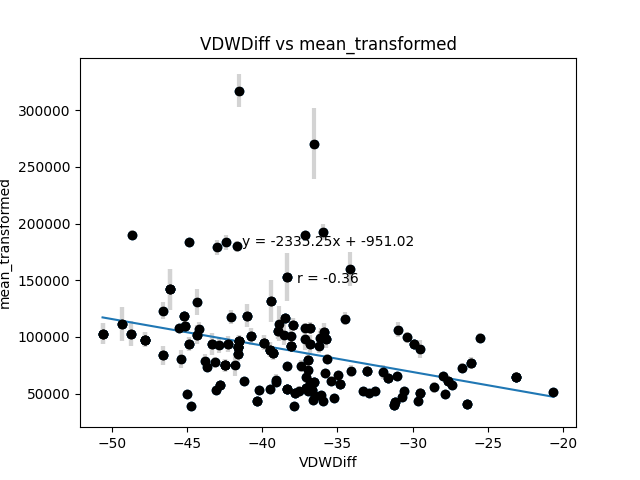 VDWDiff vs mean_transformed
300000
250000
200000
150000
100000
50000
mean_transformed
y = -2335.25x + -951.02
r = -0.36
−50 −45 −40 −35 −30 −25 −20
VDWDiff